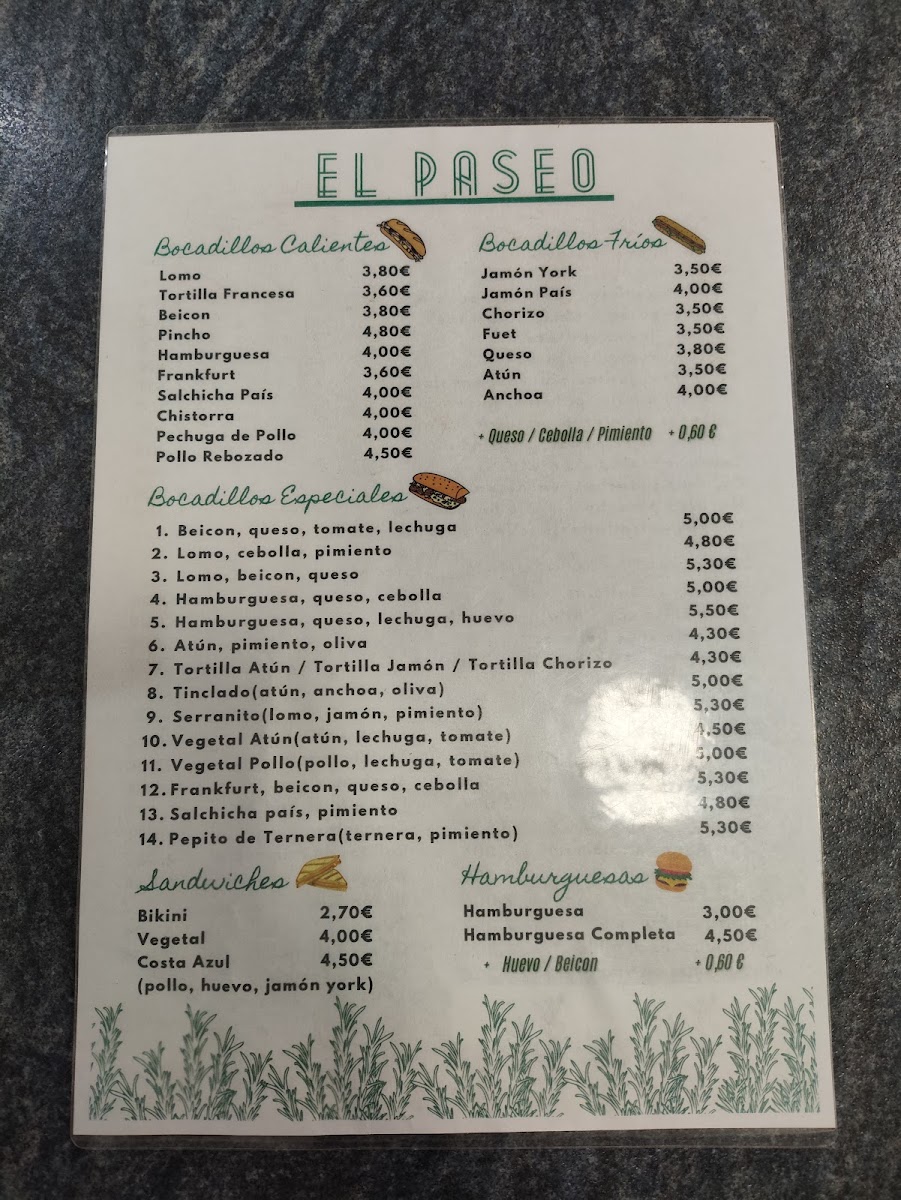 EL PASEO
Bocadillos Calientes
Lomo 3,80€
Tortilla Francesa 3,60€
Beicon 3,80€
Pincho 4,80€
Hamburguesa 4,00€
Frankfurt 3,60€
Salchicha País 4,00€
Chistorra 4,00€
Pechuga de Pollo 4,00€
Pollo Rebozado 4,50€
Bocadillos Fríos
Jamón York 3,50€
Jamón País 4,00€
Chorizo 3,50€
Fuet 3,50€
Queso 3,80€
Atún 3,50€
Anchoa 4,00€
+ Queso / Cebolla / Pimiento + 0,60 €
Bocadillos Especiales
1. Beicon, queso, tomate, lechuga 5,00€
2. Lomo, cebolla, pimiento 4,80€
3. Lomo, beicon, queso 5,30€
4. Hamburguesa, queso, cebolla 5,00€
5. Hamburguesa, queso, lechuga, huevo 5,50€
6. Atún, pimiento, oliva 4,30€
7. Tortilla Atún / Tortilla Jamón / Tortilla Chorizo 4,30€
8. Tinclado(atún, anchoa, oliva) 5,00€
9. Serranito(lomo, jamón, pimiento) 5,30€
10. Vegetal Atún(atún, lechuga, tomate) 4,50€
11. Vegetal Pollo(pollo, lechuga, tomate) 5,00€
12. Frankfurt, beicon, queso, cebolla 5,30€
13. Salchicha país, pimiento 4,80€
14. Pepito de Ternera(ternera, pimiento) 5,30€
Sandwiches
Bikini 2,70€
Vegetal 4,00€
Costa Azul 4,50€
(pollo, huevo, jamón york)
Hamburguesas
Hamburguesa 3,00€
Hamburguesa Completa 4,50€
+ Huevo / Beicon + 0,60 €